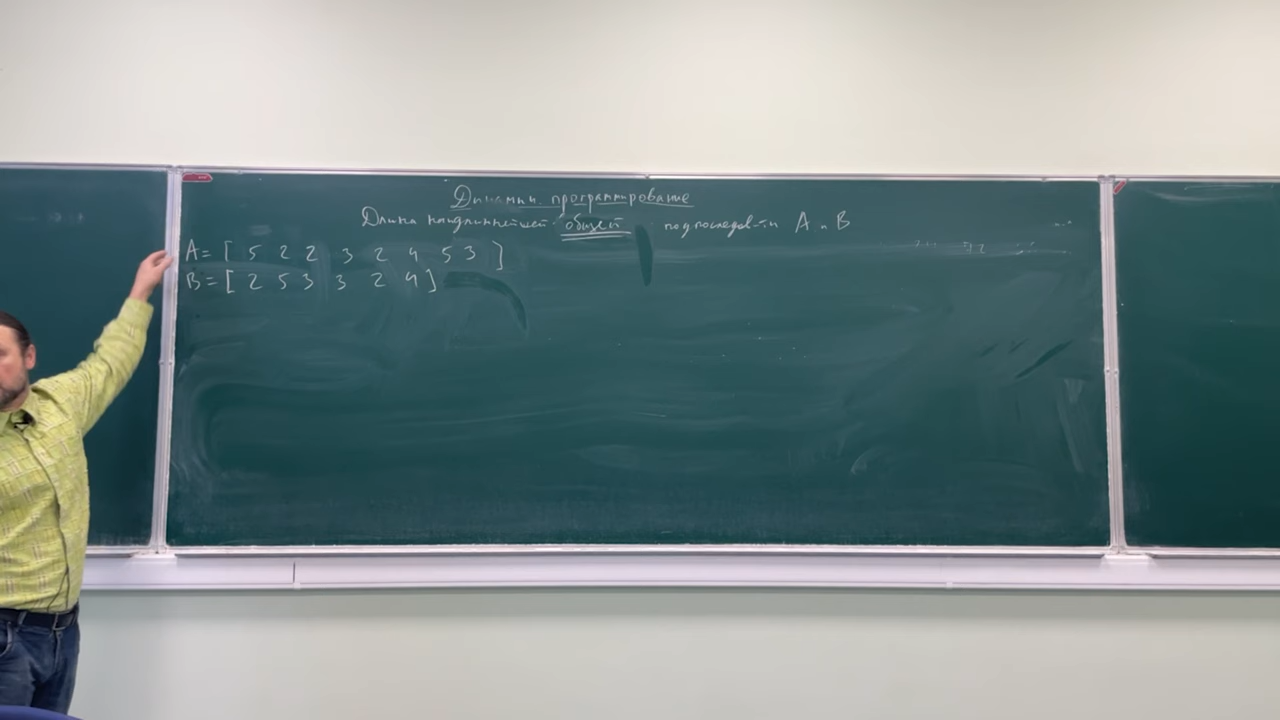 Динамич. программирование
Длина наидлиннейшей общей подпоследов-ти A и B
A = [ 5 2 2 3 2 4 5 3 ]
B = [ 2 5 3 3 2 4 ]